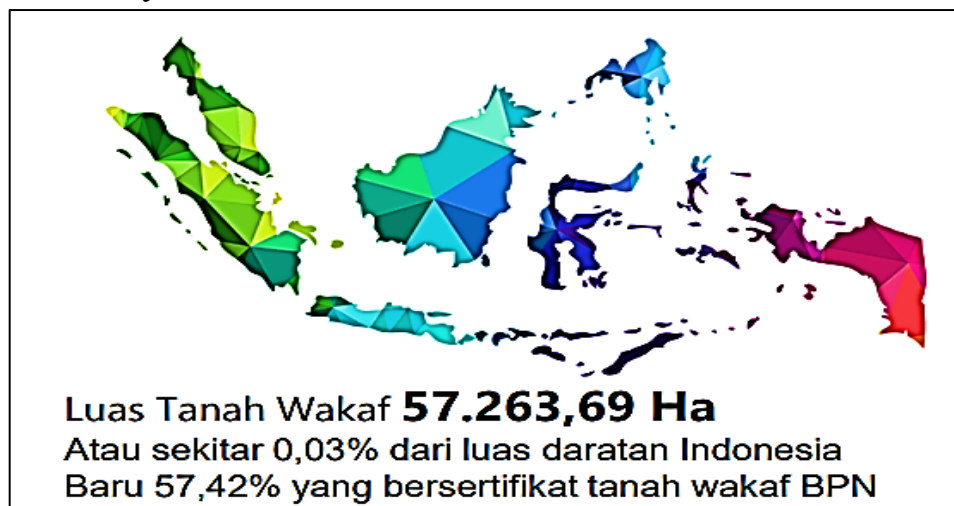 Luas Tanah Wakaf 57.263,69 Ha
Atau sekitar 0,03% dari luas daratan Indonesia
Baru 57,42% yang bersertifikat tanah wakaf BPN